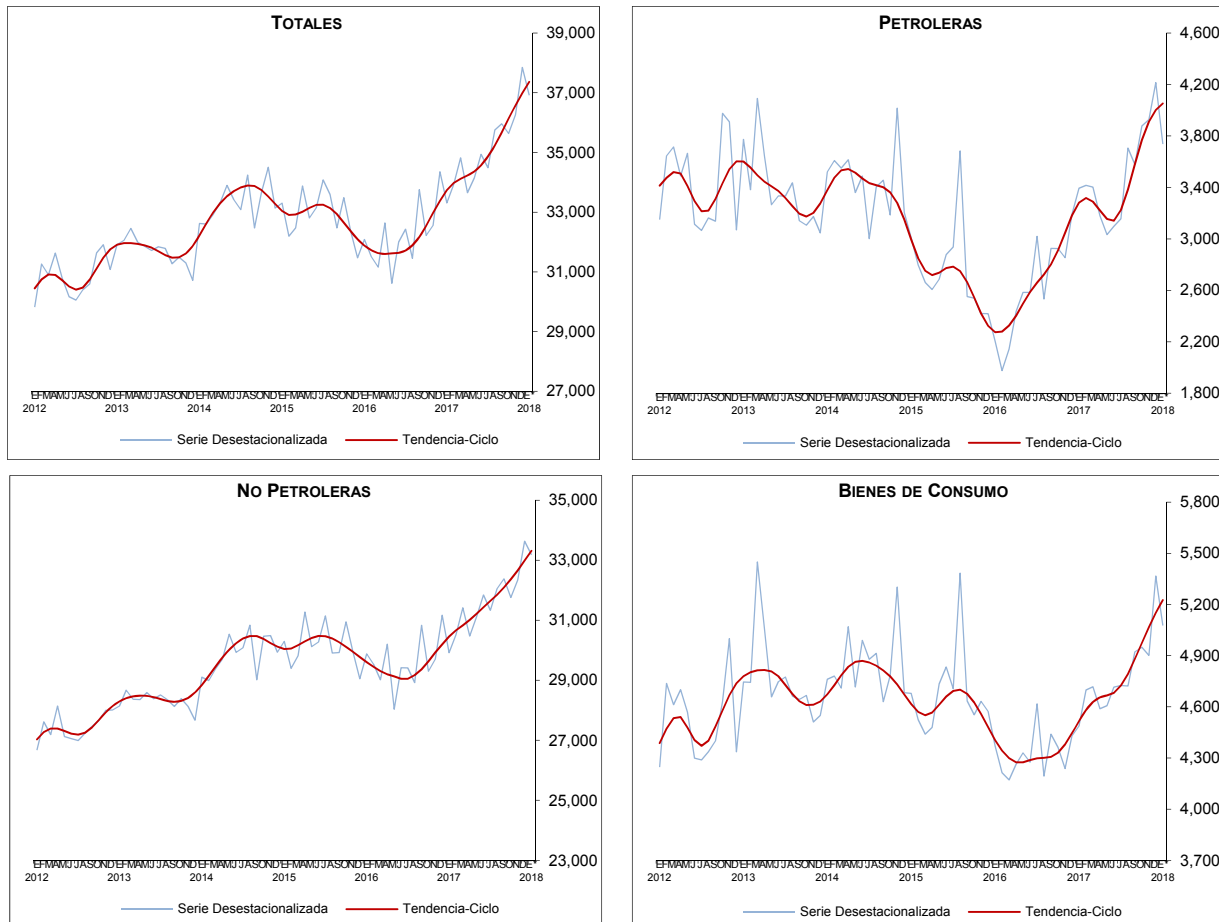 TOTALES
39,000
37,000
35,000
33,000
31,000
29,000
27,000
2012 2013 2014 2015 2016 2017 2018
Serie Desestacionalizada Tendencia-Ciclo
PETROLERAS
4,600
4,200
3,800
3,400
3,000
2,600
2,200
1,800
2012 2013 2014 2015 2016 2017 2018
Serie Desestacionalizada Tendencia-Ciclo
NO PETROLERAS
35,000
33,000
31,000
29,000
27,000
25,000
23,000
2012 2013 2014 2015 2016 2017 2018
Serie Desestacionalizada Tendencia-Ciclo
BIENES DE CONSUMO
5,800
5,500
5,200
4,900
4,600
4,300
4,000
3,700
2012 2013 2014 2015 2016 2017 2018
Serie Desestacionalizada Tendencia-Ciclo